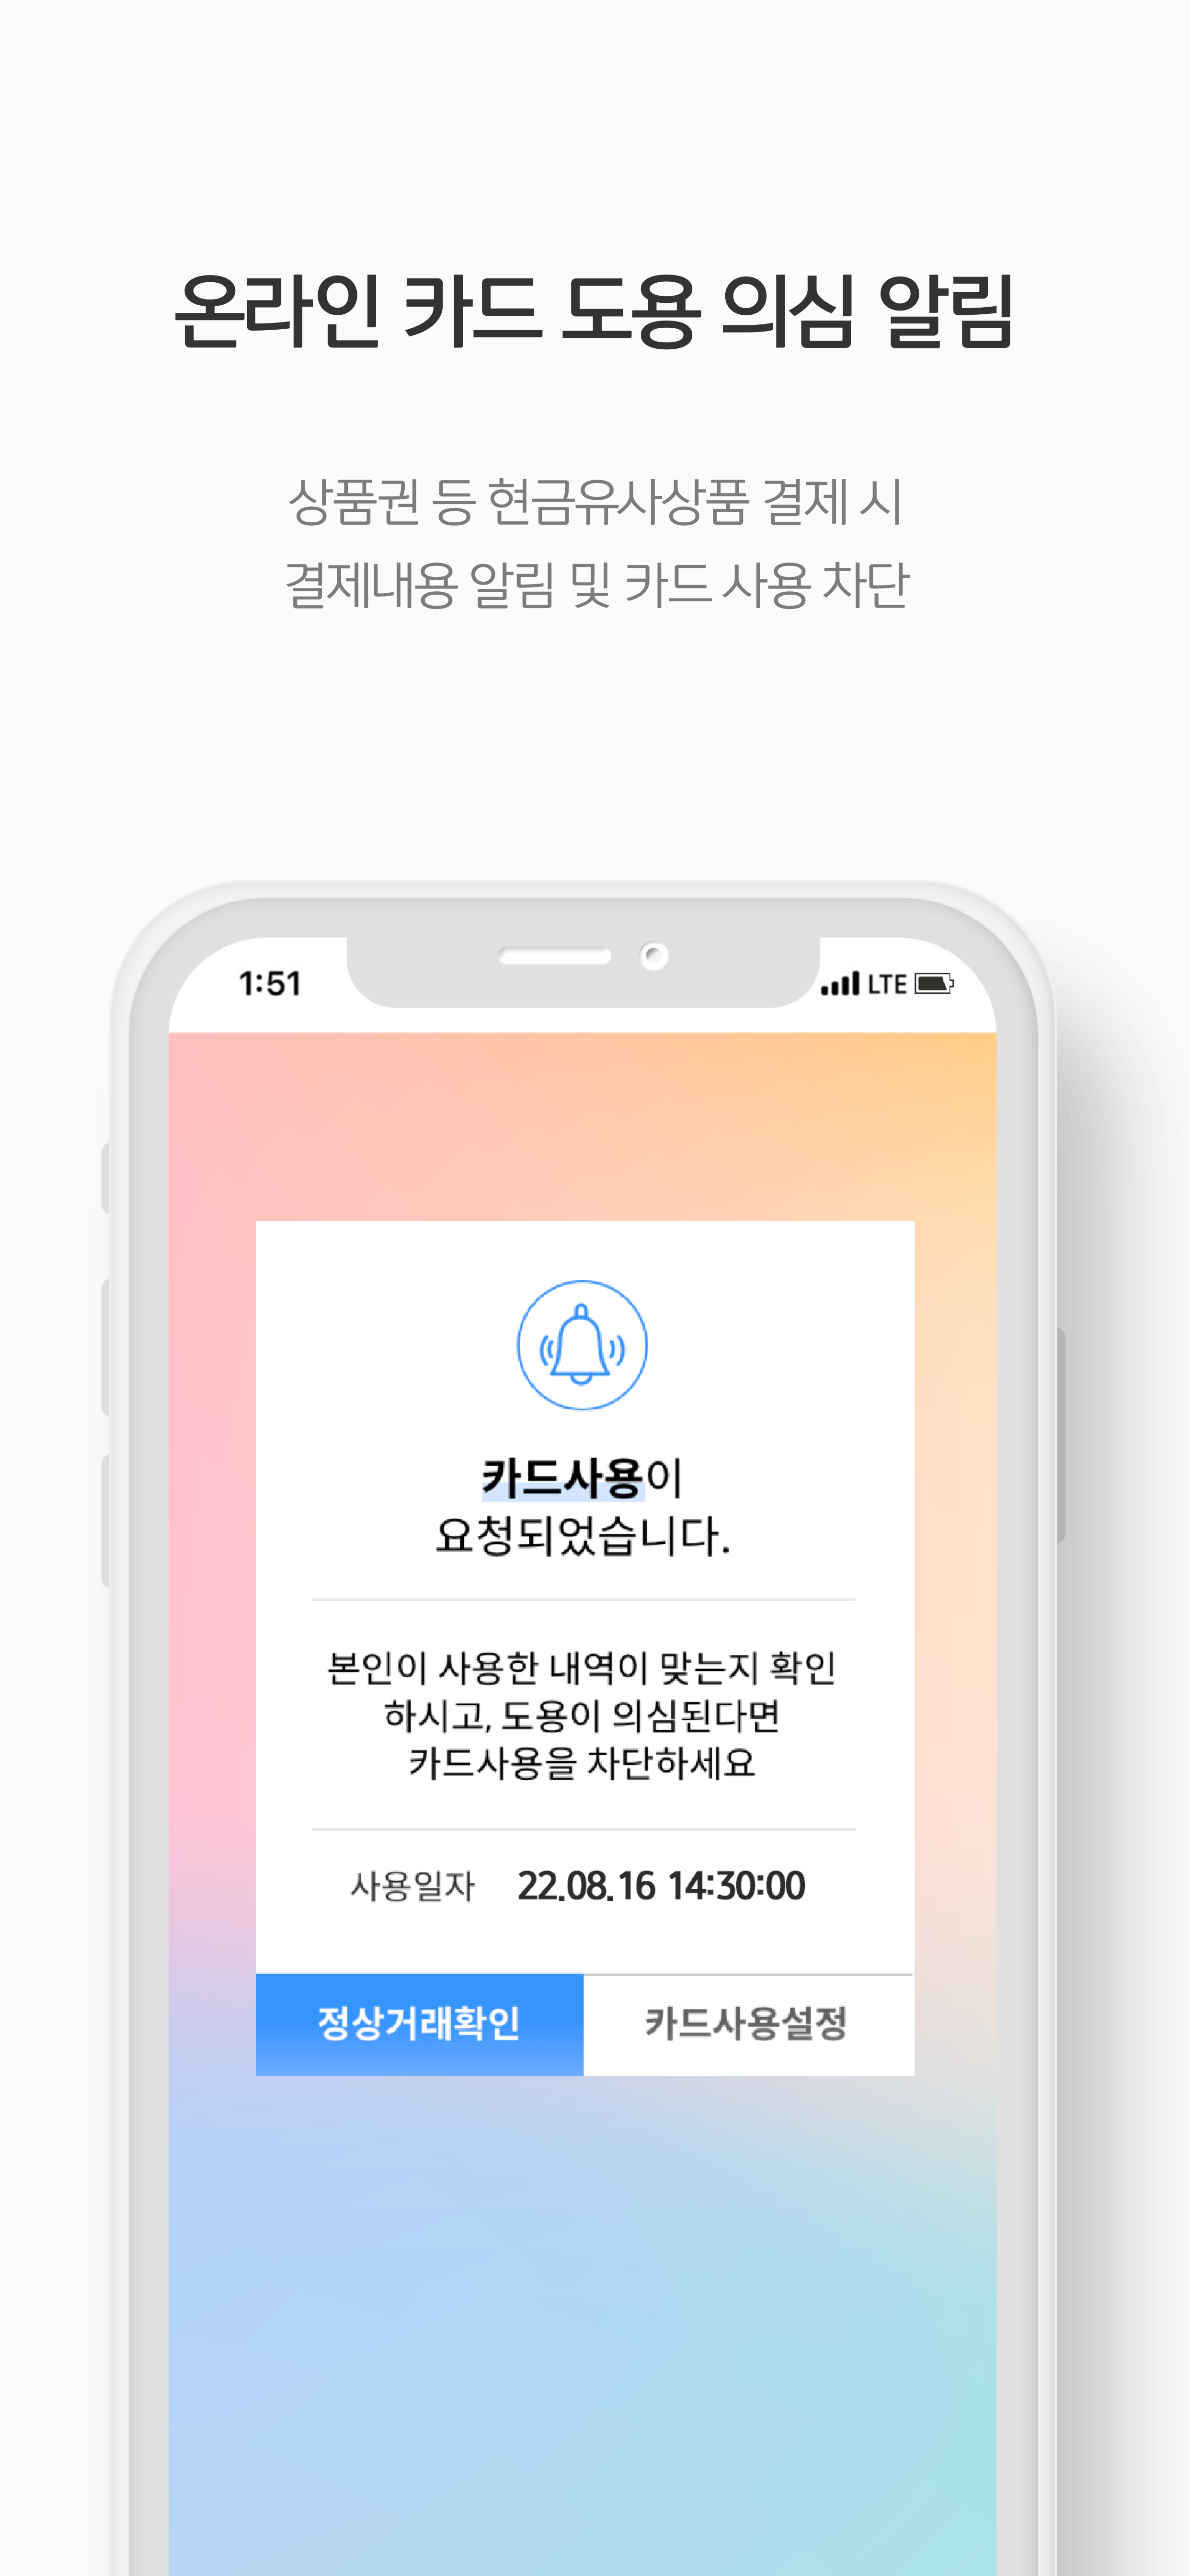 온라인 카드 도용 의심 알림
상품권 등 현금유사상품 결제 시
결제내용 알림 및 카드 사용 차단
1:51
LTE
카드사용이
요청되었습니다.
본인이 사용한 내역이 맞는지 확인
하시고, 도용이 의심된다면
카드사용을 차단하세요
사용일자 22.08.16 14:30:00
정상거래확인 카드사용설정